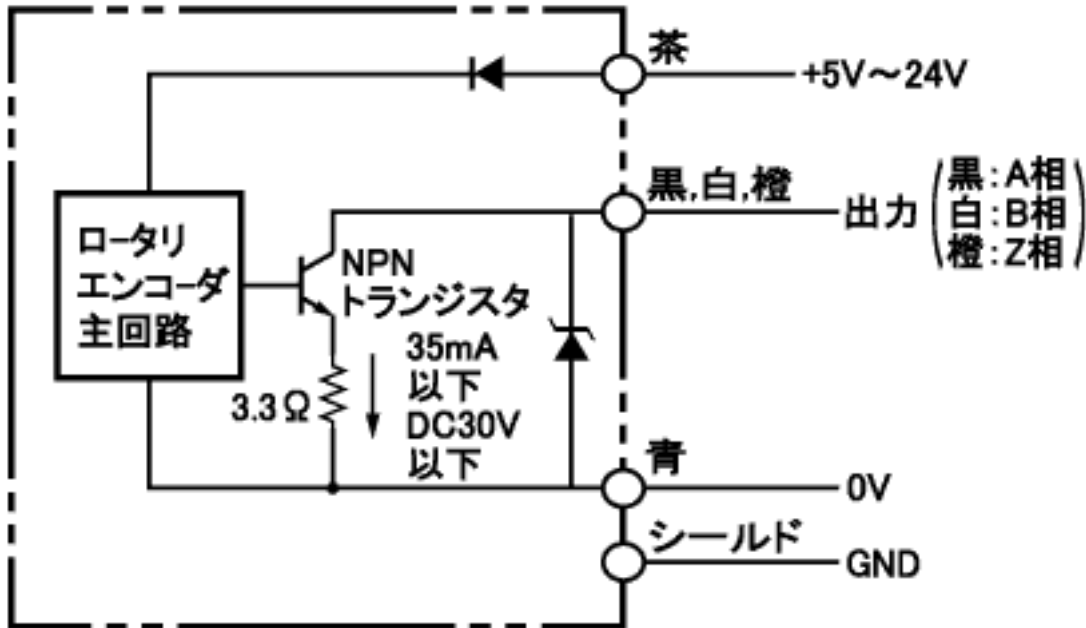 茶
+5V～24V
黒,白,橙
出力
黒:A相
白:B相
橙:Z相
ロータリ
エンコーダ
主回路
NPN
トランジスタ
35mA
以下
DC30V
以下
3.3Ω
青
0V
シールド
GND